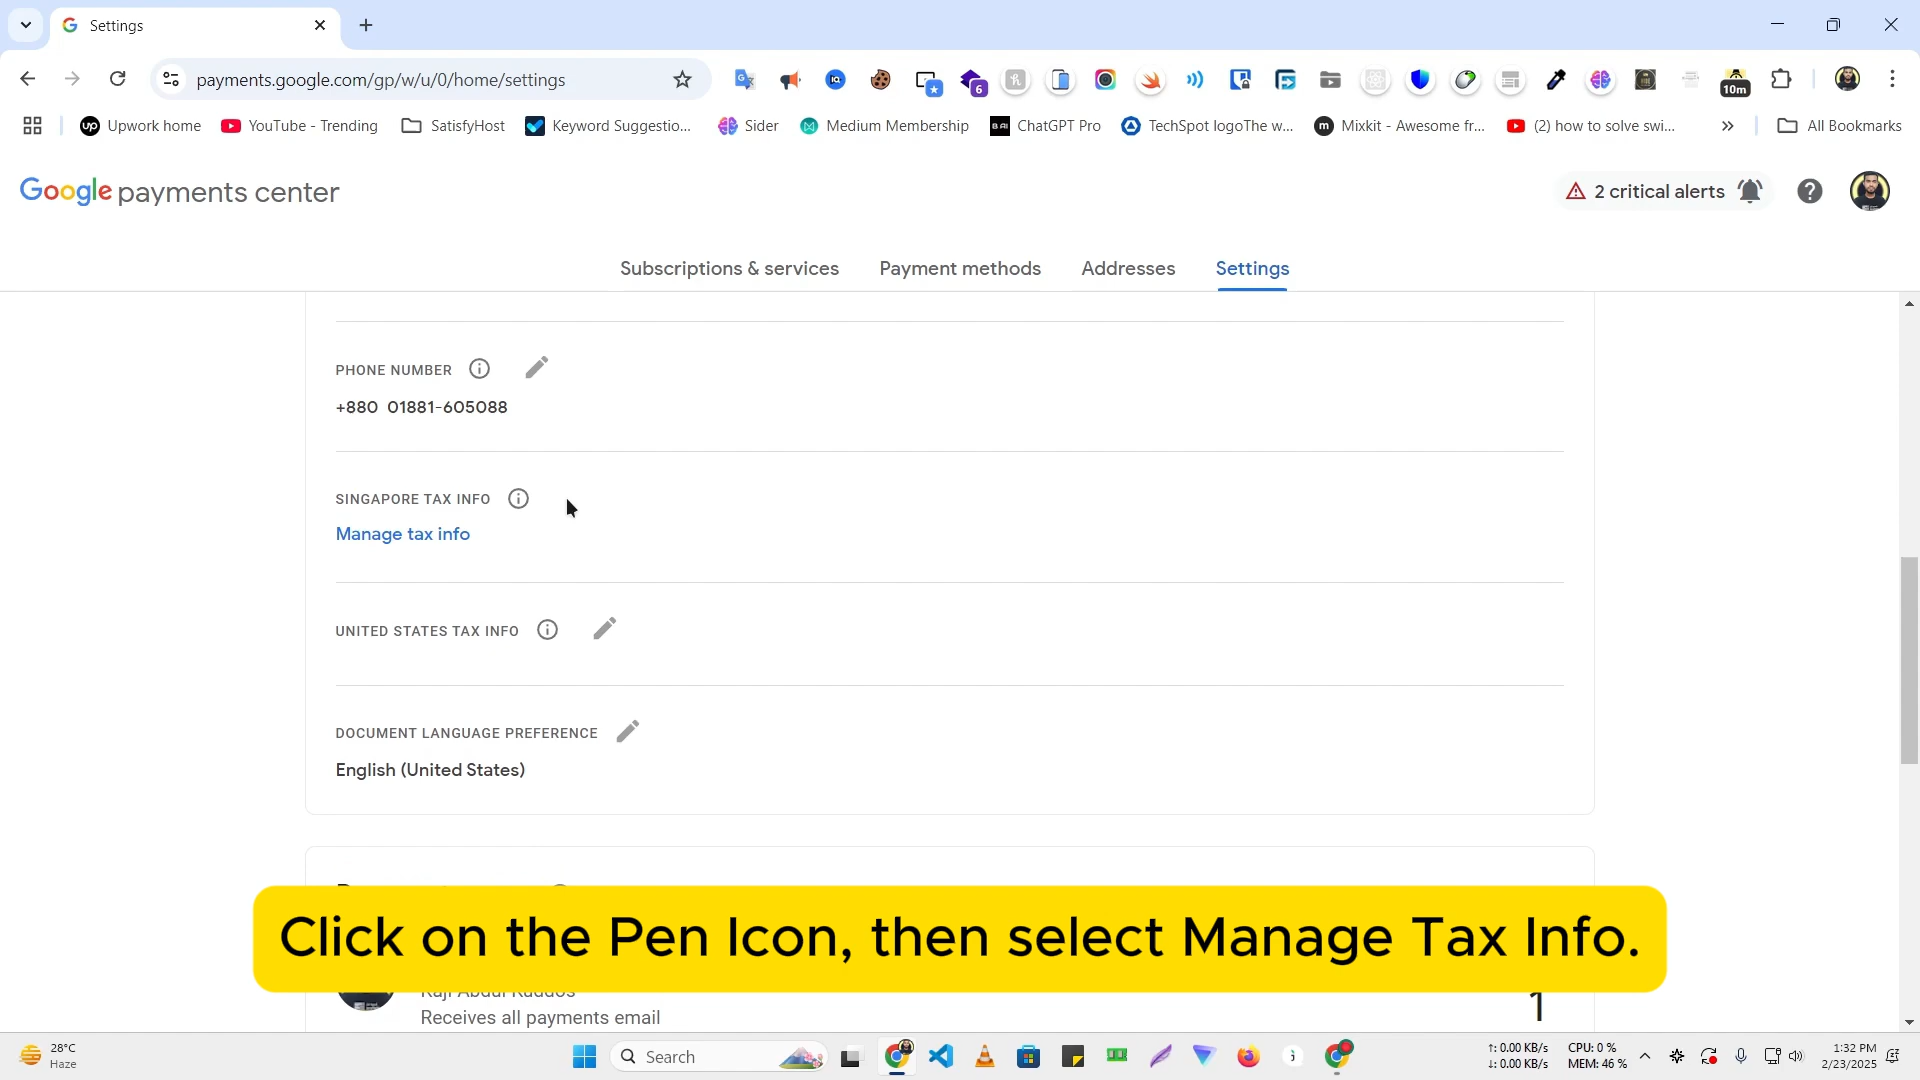 Settings
payments.google.com/gp/w/u/0/home/settings
6
10m
Upwork home
YouTube - Trending
SatisfyHost
Keyword Suggestio...
Sider
Medium Membership
ChatGPT Pro
TechSpot logoThe w...
Mixkit - Awesome fr...
(2) how to solve swi...
All Bookmarks
Google payments center
2 critical alerts
Subscriptions & services
Payment methods
Addresses
Settings
PHONE NUMBER
+880 01881-605088
SINGAPORE TAX INFO
Manage tax info
UNITED STATES TAX INFO
DOCUMENT LANGUAGE PREFERENCE
English (United States)
Click on the Pen Icon, then select Manage Tax Info.
Receives all payments email
1
28°C
Haze
Search
↑: 0.00 KB/s
↓: 0.00 KB/s
CPU: 0 %
MEM: 46 %
1:32 PM
2/23/2025